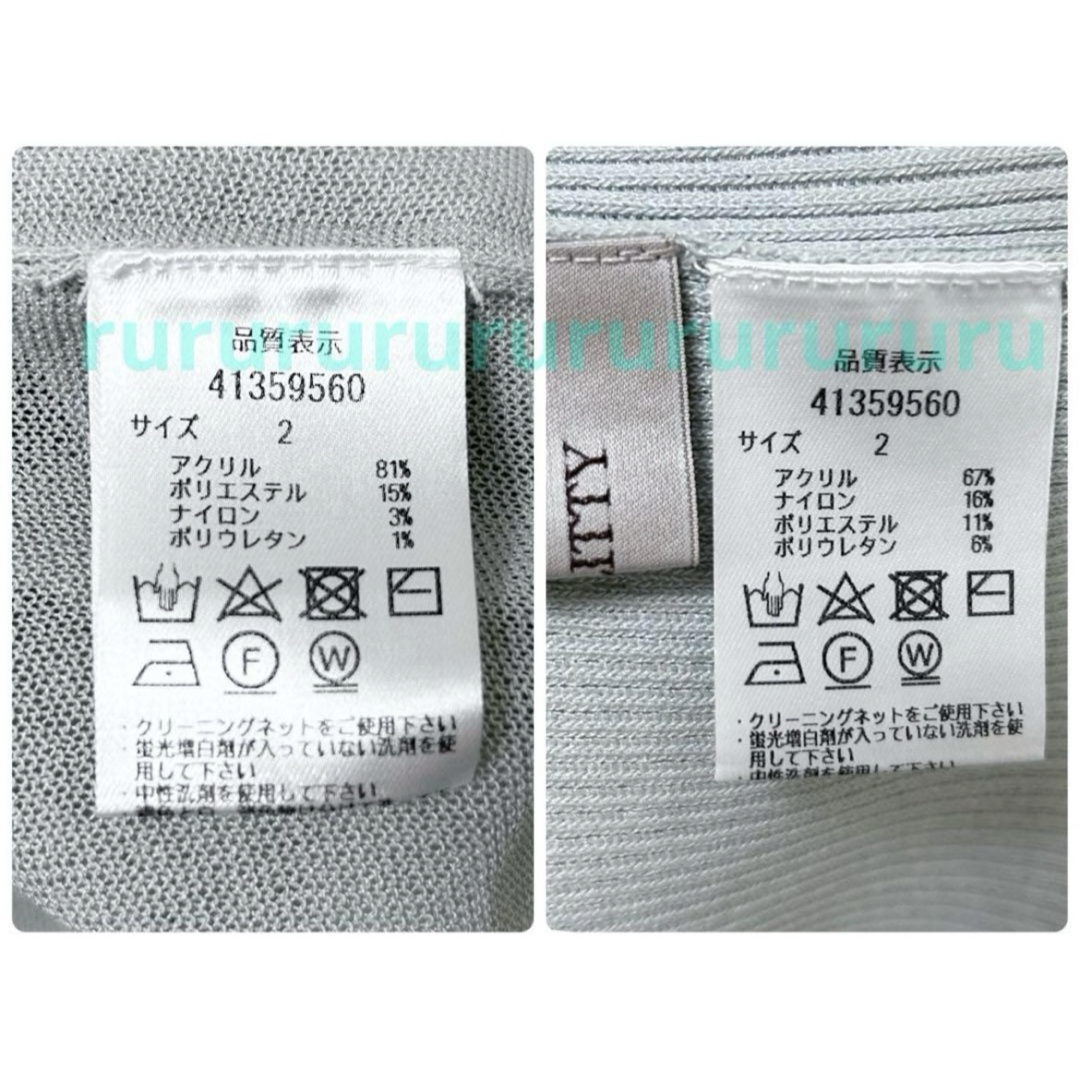 rurururururururururu
品質表示
41359560
サイズ 2
アクリル 81%
ポリエステル 15%
ナイロン 3%
ポリウレタン 1%
F
W
・クリーニングネットをご使用下さい
・蛍光増白剤が入っていない洗剤を使
用して下さい
・中性洗剤を使用して下さい
ITTY
品質表示
41359560
サイズ 2
アクリル 67%
ナイロン 16%
ポリエステル 11%
ポリウレタン 6%
F
W
・クリーニングネットをご使用下さい
・蛍光増白剤が入っていない洗剤を使
用して下さい